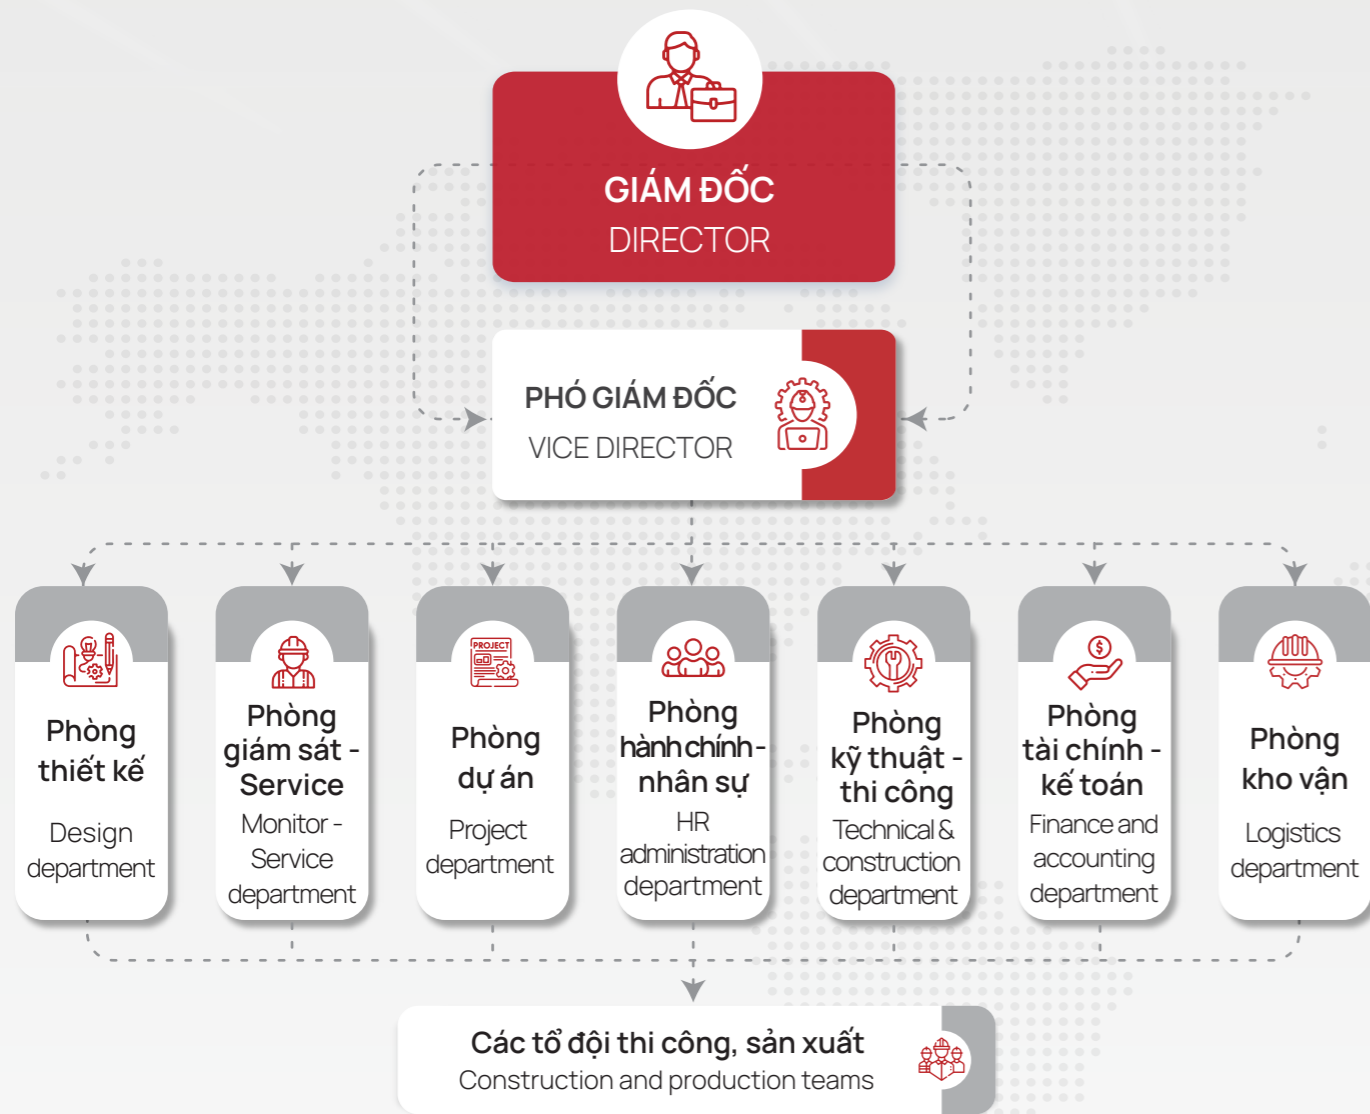 GIÁM ĐỐC
DIRECTOR
PHÓ GIÁM ĐỐC
VICE DIRECTOR
Phòng
thiết kế
Design
department
Phòng
giám sát -
Service
Monitor -
Service
department
PROJECT
Phòng
dự án
Project
department
Phòng
hành chính -
nhân sự
HR
administration
department
Phòng
kỹ thuật -
thi công
Technical &
construction
department
$
Phòng
tài chính -
kế toán
Finance and
accounting
department
Phòng
kho vận
Logistics
department
Các tổ đội thi công, sản xuất
Construction and production teams